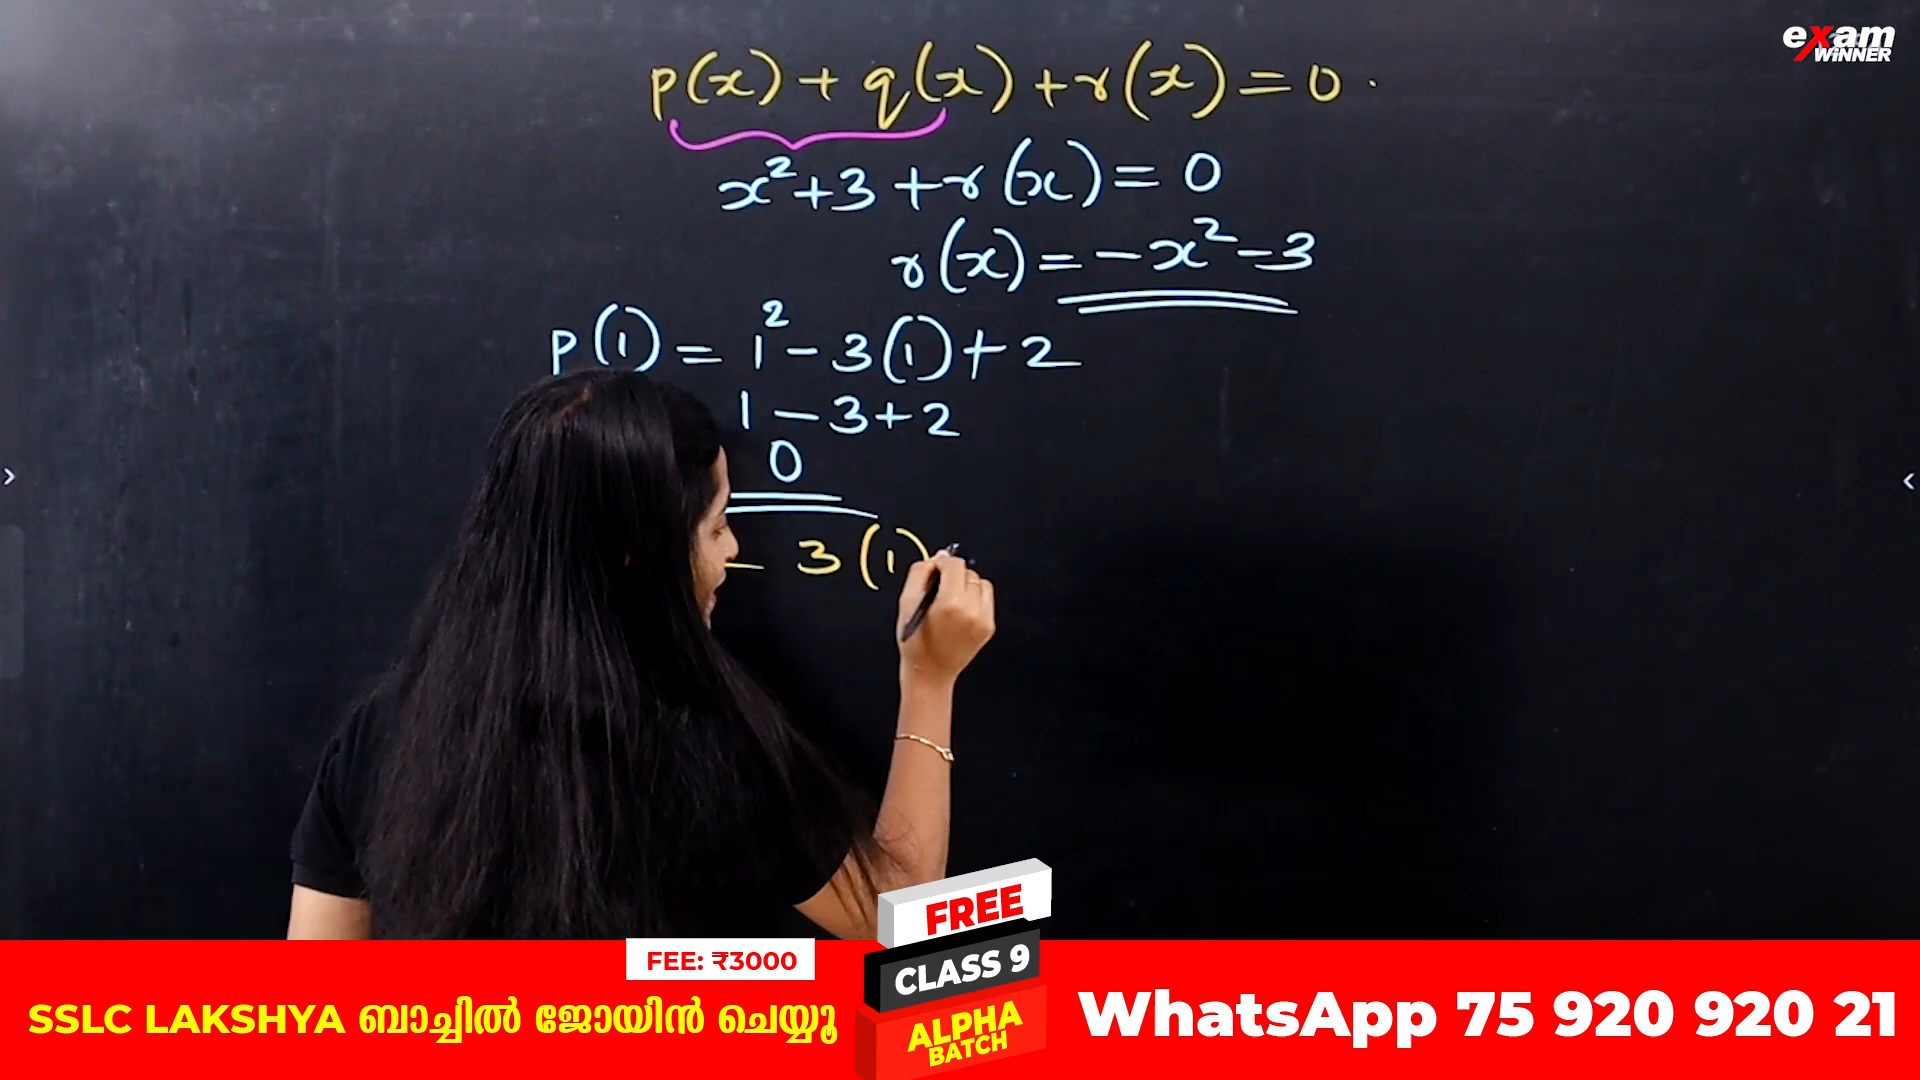 exam
WINNER
p(x) + q(x) + r(x) = 0 .
x² + 3 + r(x) = 0
r(x) = -x² - 3
p(1) = 1² - 3(1) + 2
1 - 3 + 2
0
- 3(1)
FREE
FEE: ₹3000
CLASS 9
SSLC LAKSHYA ബാച്ചിൽ ജോയിൻ ചെയ്യൂ
ALPHA
BATCH
WhatsApp 75 920 920 21